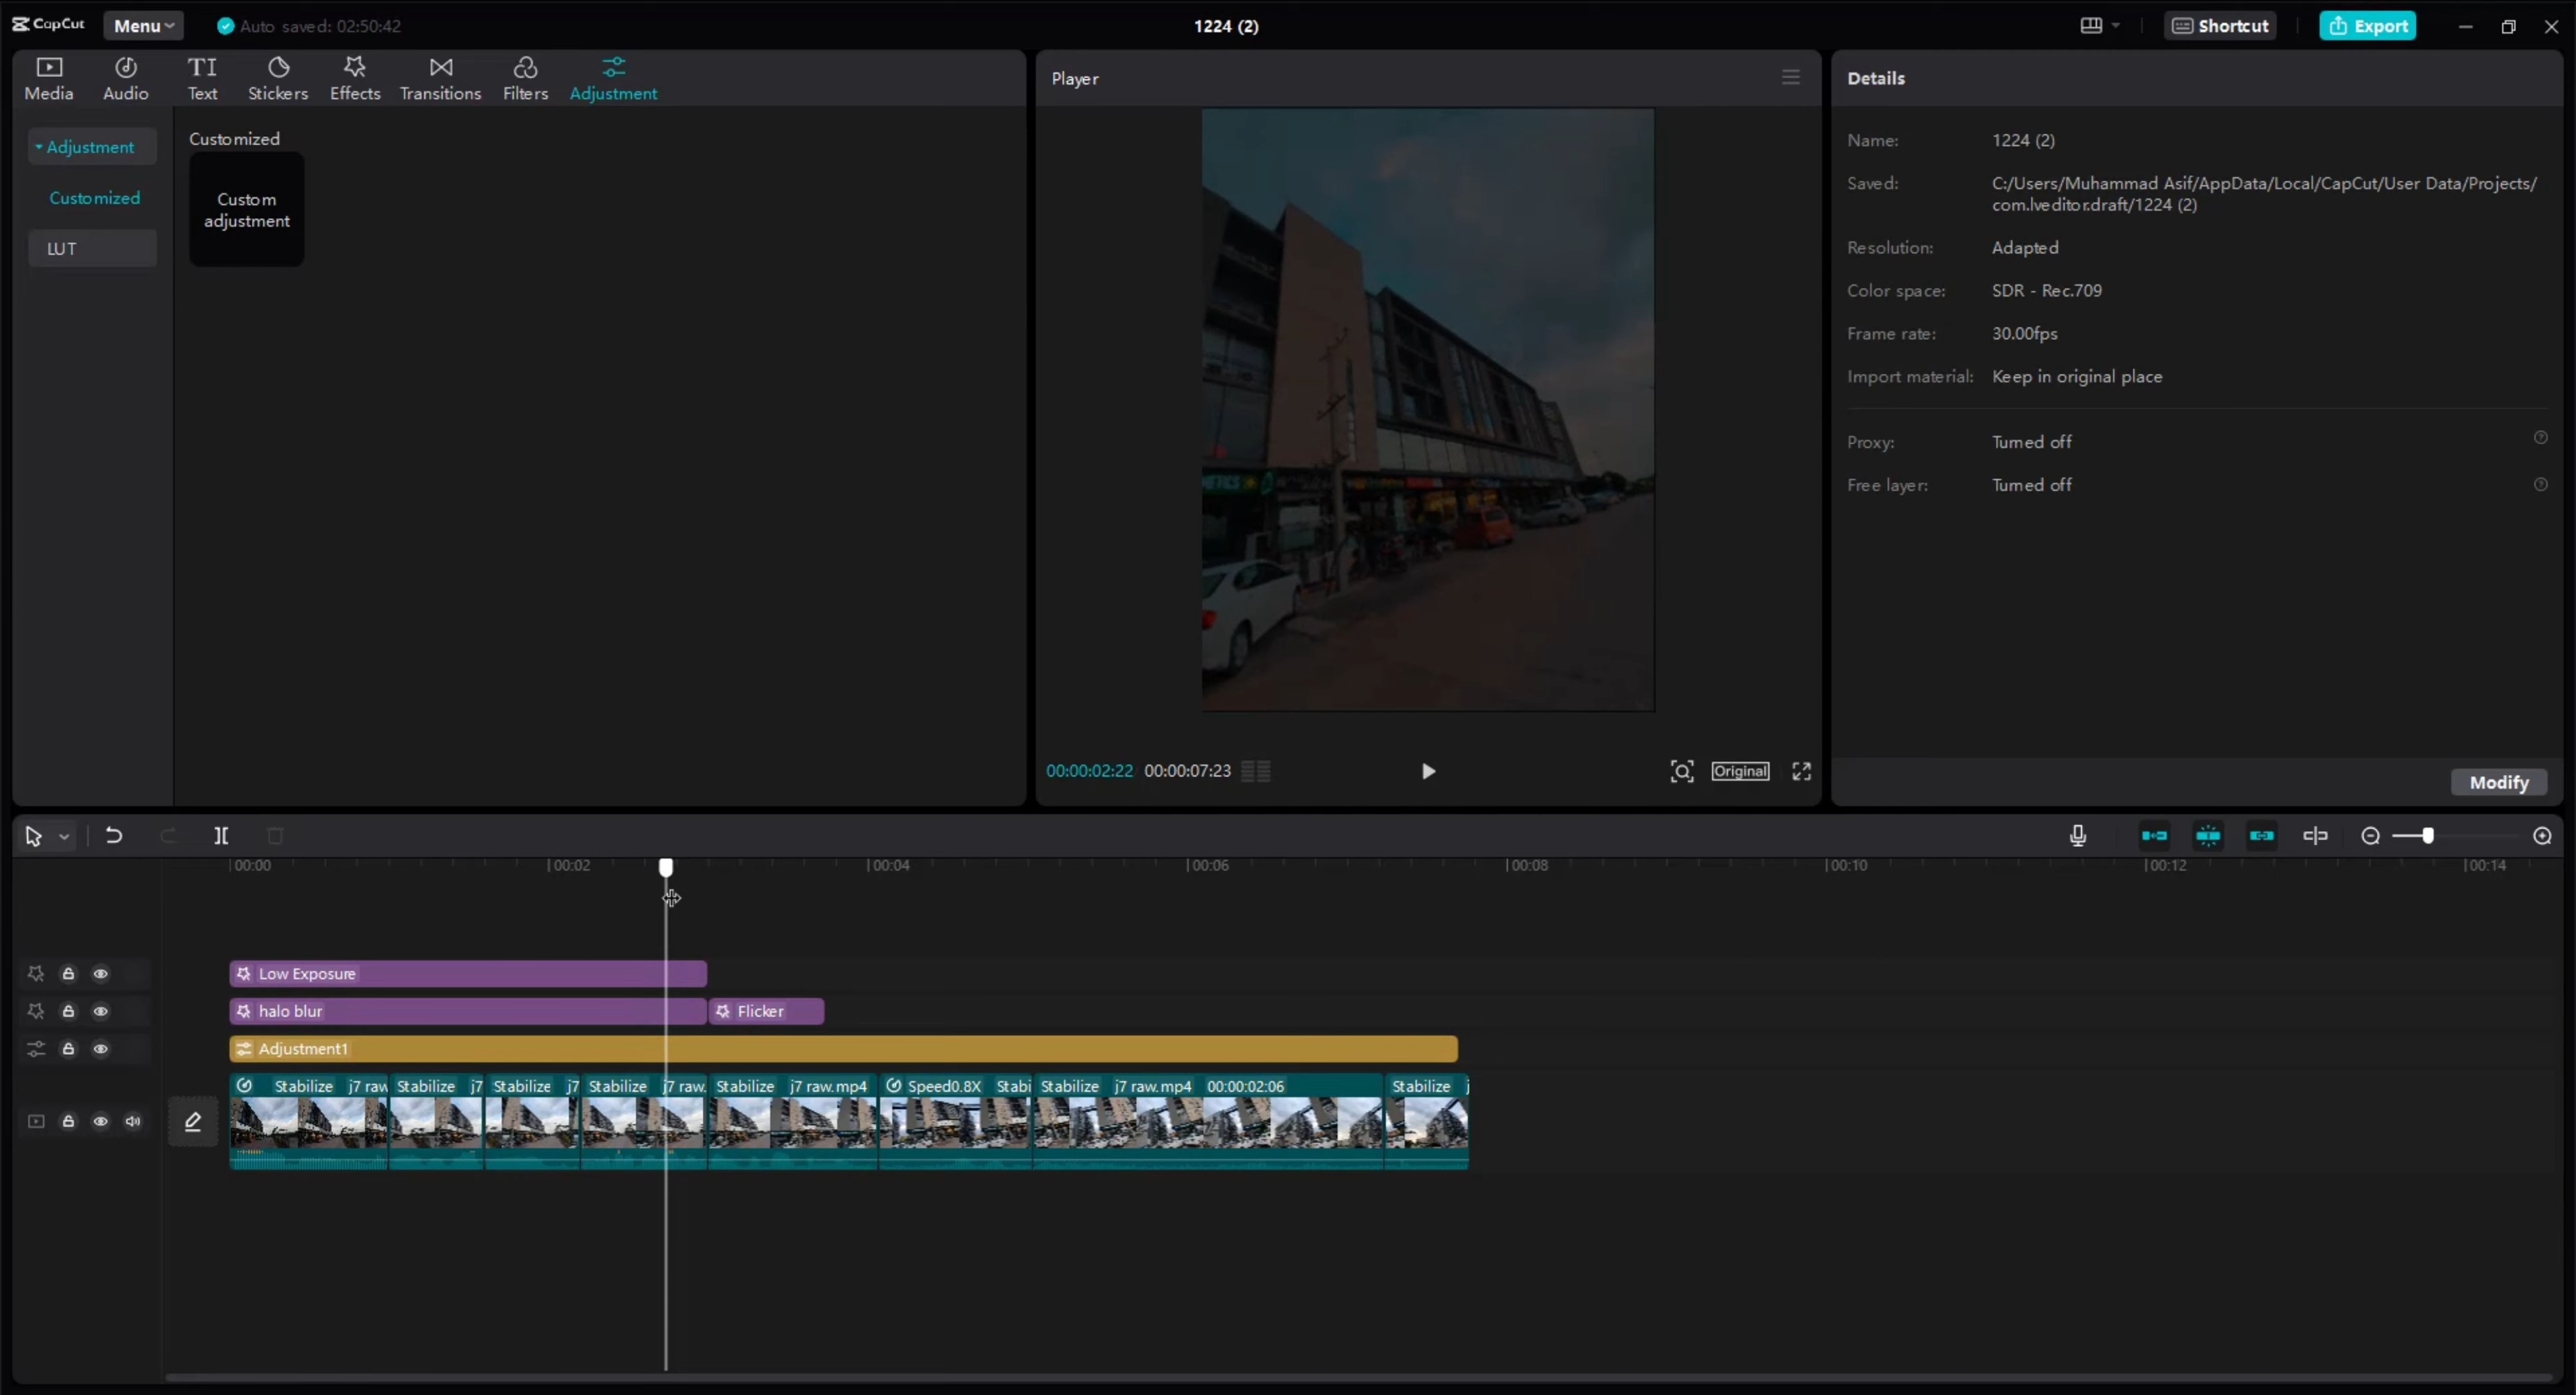 CapCut Menu Auto saved: 02:50:42 1224 (2) Shortcut Export
Media Audio Text Stickers Effects Transitions Filters Adjustment
Adjustment
Customized
LUT
Customized
Custom
adjustment
Player
Original
00:00:02:22 00:00:07:23
Details
Name: 1224 (2)
Saved: C:/Users/Muhammad Asif/AppData/Local/CapCut/User Data/Projects/
com.lveditor.draft/1224 (2)
Resolution: Adapted
Color space: SDR - Rec.709
Frame rate: 30.00fps
Import material: Keep in original place
Proxy: Turned off
Free layer: Turned off
Modify
00:00 00:02 00:04 00:06 00:08 00:10 00:12 00:14
Low Exposure
halo blur Flicker
Adjustment1
Stabilize j7 raw Stabilize j7 Stabilize j7 Stabilize j7 raw. Stabilize j7 raw.mp4 Speed0.8X Stabi Stabilize j7 raw.mp4 00:00:02:06 Stabilize j